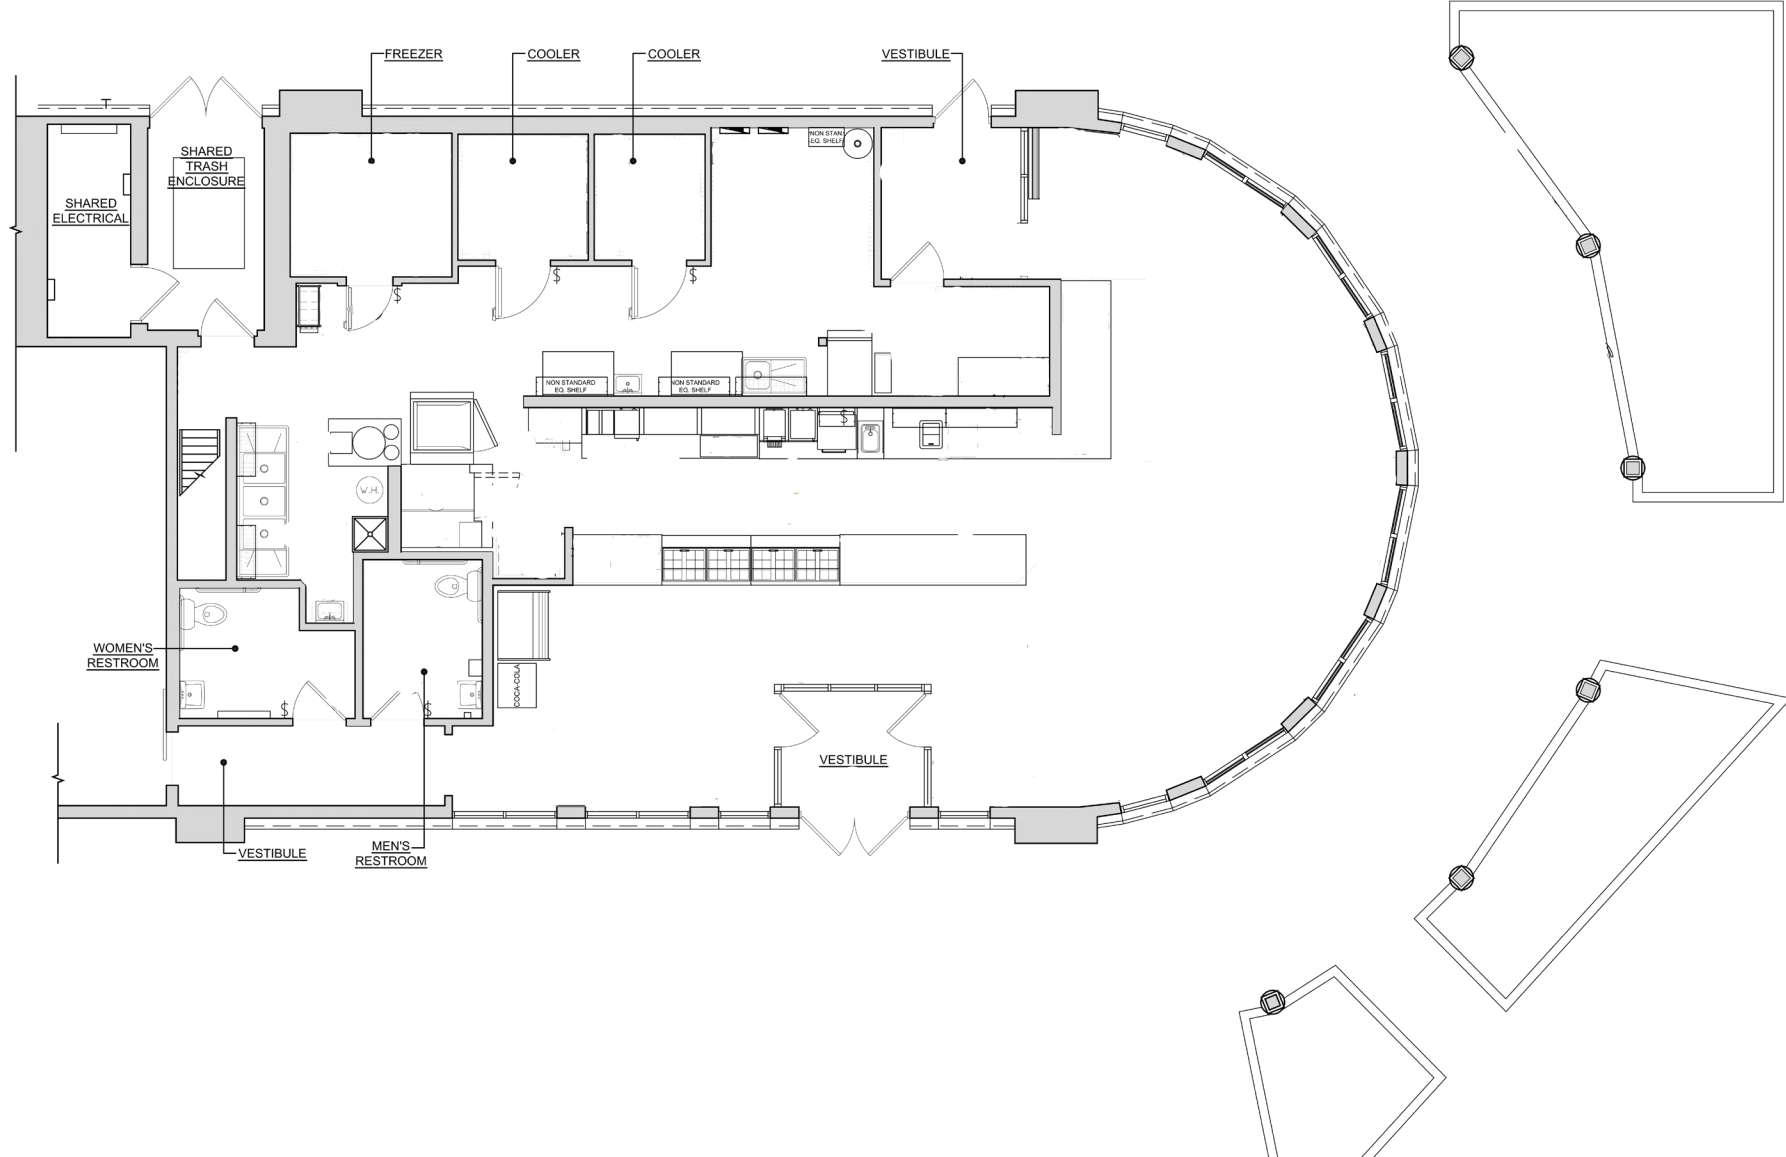 FREEZER
COOLER
COOLER
VESTIBULE
NON STAN
EQ. SHELF
SHARED
TRASH
ENCLOSURE
SHARED
ELECTRICAL
$
$
$
NON STANDARD
EQ. SHELF
NON STANDARD
EQ. SHELF
$
W.H.
WOMEN'S
RESTROOM
COCA-COLA
$
$
VESTIBULE
VESTIBULE
MEN'S
RESTROOM